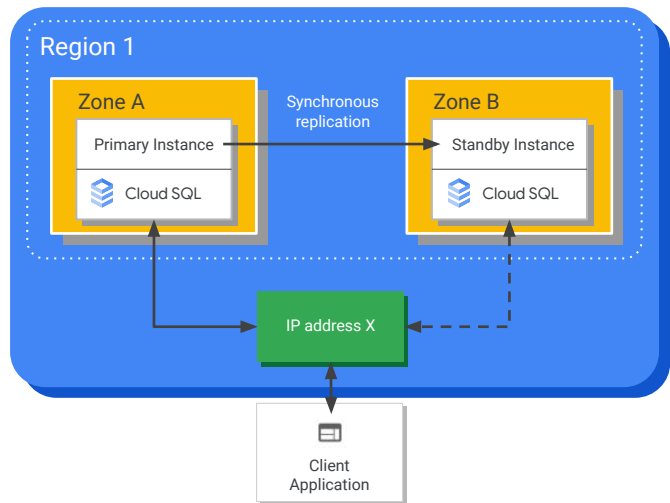 Region 1
Zone A
Synchronous
replication
Zone B
Primary Instance
Standby Instance
Cloud SQL
Cloud SQL
IP address X
Client
Application